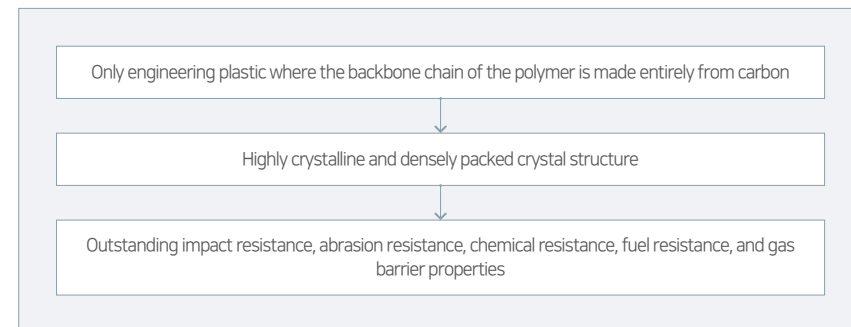 Only engineering plastic where the backbone chain of the polymer is made entirely from carbon
Highly crystalline and densely packed crystal structure
Outstanding impact resistance, abrasion resistance, chemical resistance, fuel resistance, and gas
barrier properties